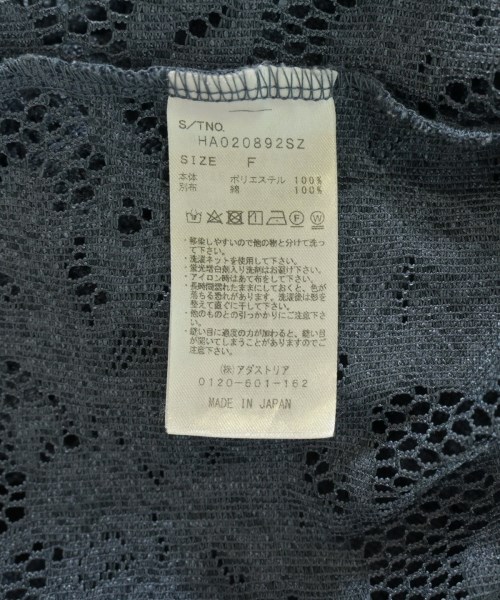 S/TNO.
HA020892SZ
SIZE F
本体 ポリエステル 100%
別布 綿 100%
・移染しやすいので他の物と分けて洗っ
て下さい。
・洗濯ネットを使用して下さい。
・蛍光増白剤入り洗剤はお避け下さい。
・アイロン時はあて布をして下さい。
・長時間濡れたままにしておくと、色が
落ちる恐れがあります。洗濯後は形を
整えて直ぐに干して下さい。
・他のものとの引っかかりにご注意下さ
い。
・縫い目に過度の力が加わると、縫い目
が開いてしまうことがありますのでご
注意下さい。
(株)アダストリア
0120-601-162
MADE IN JAPAN